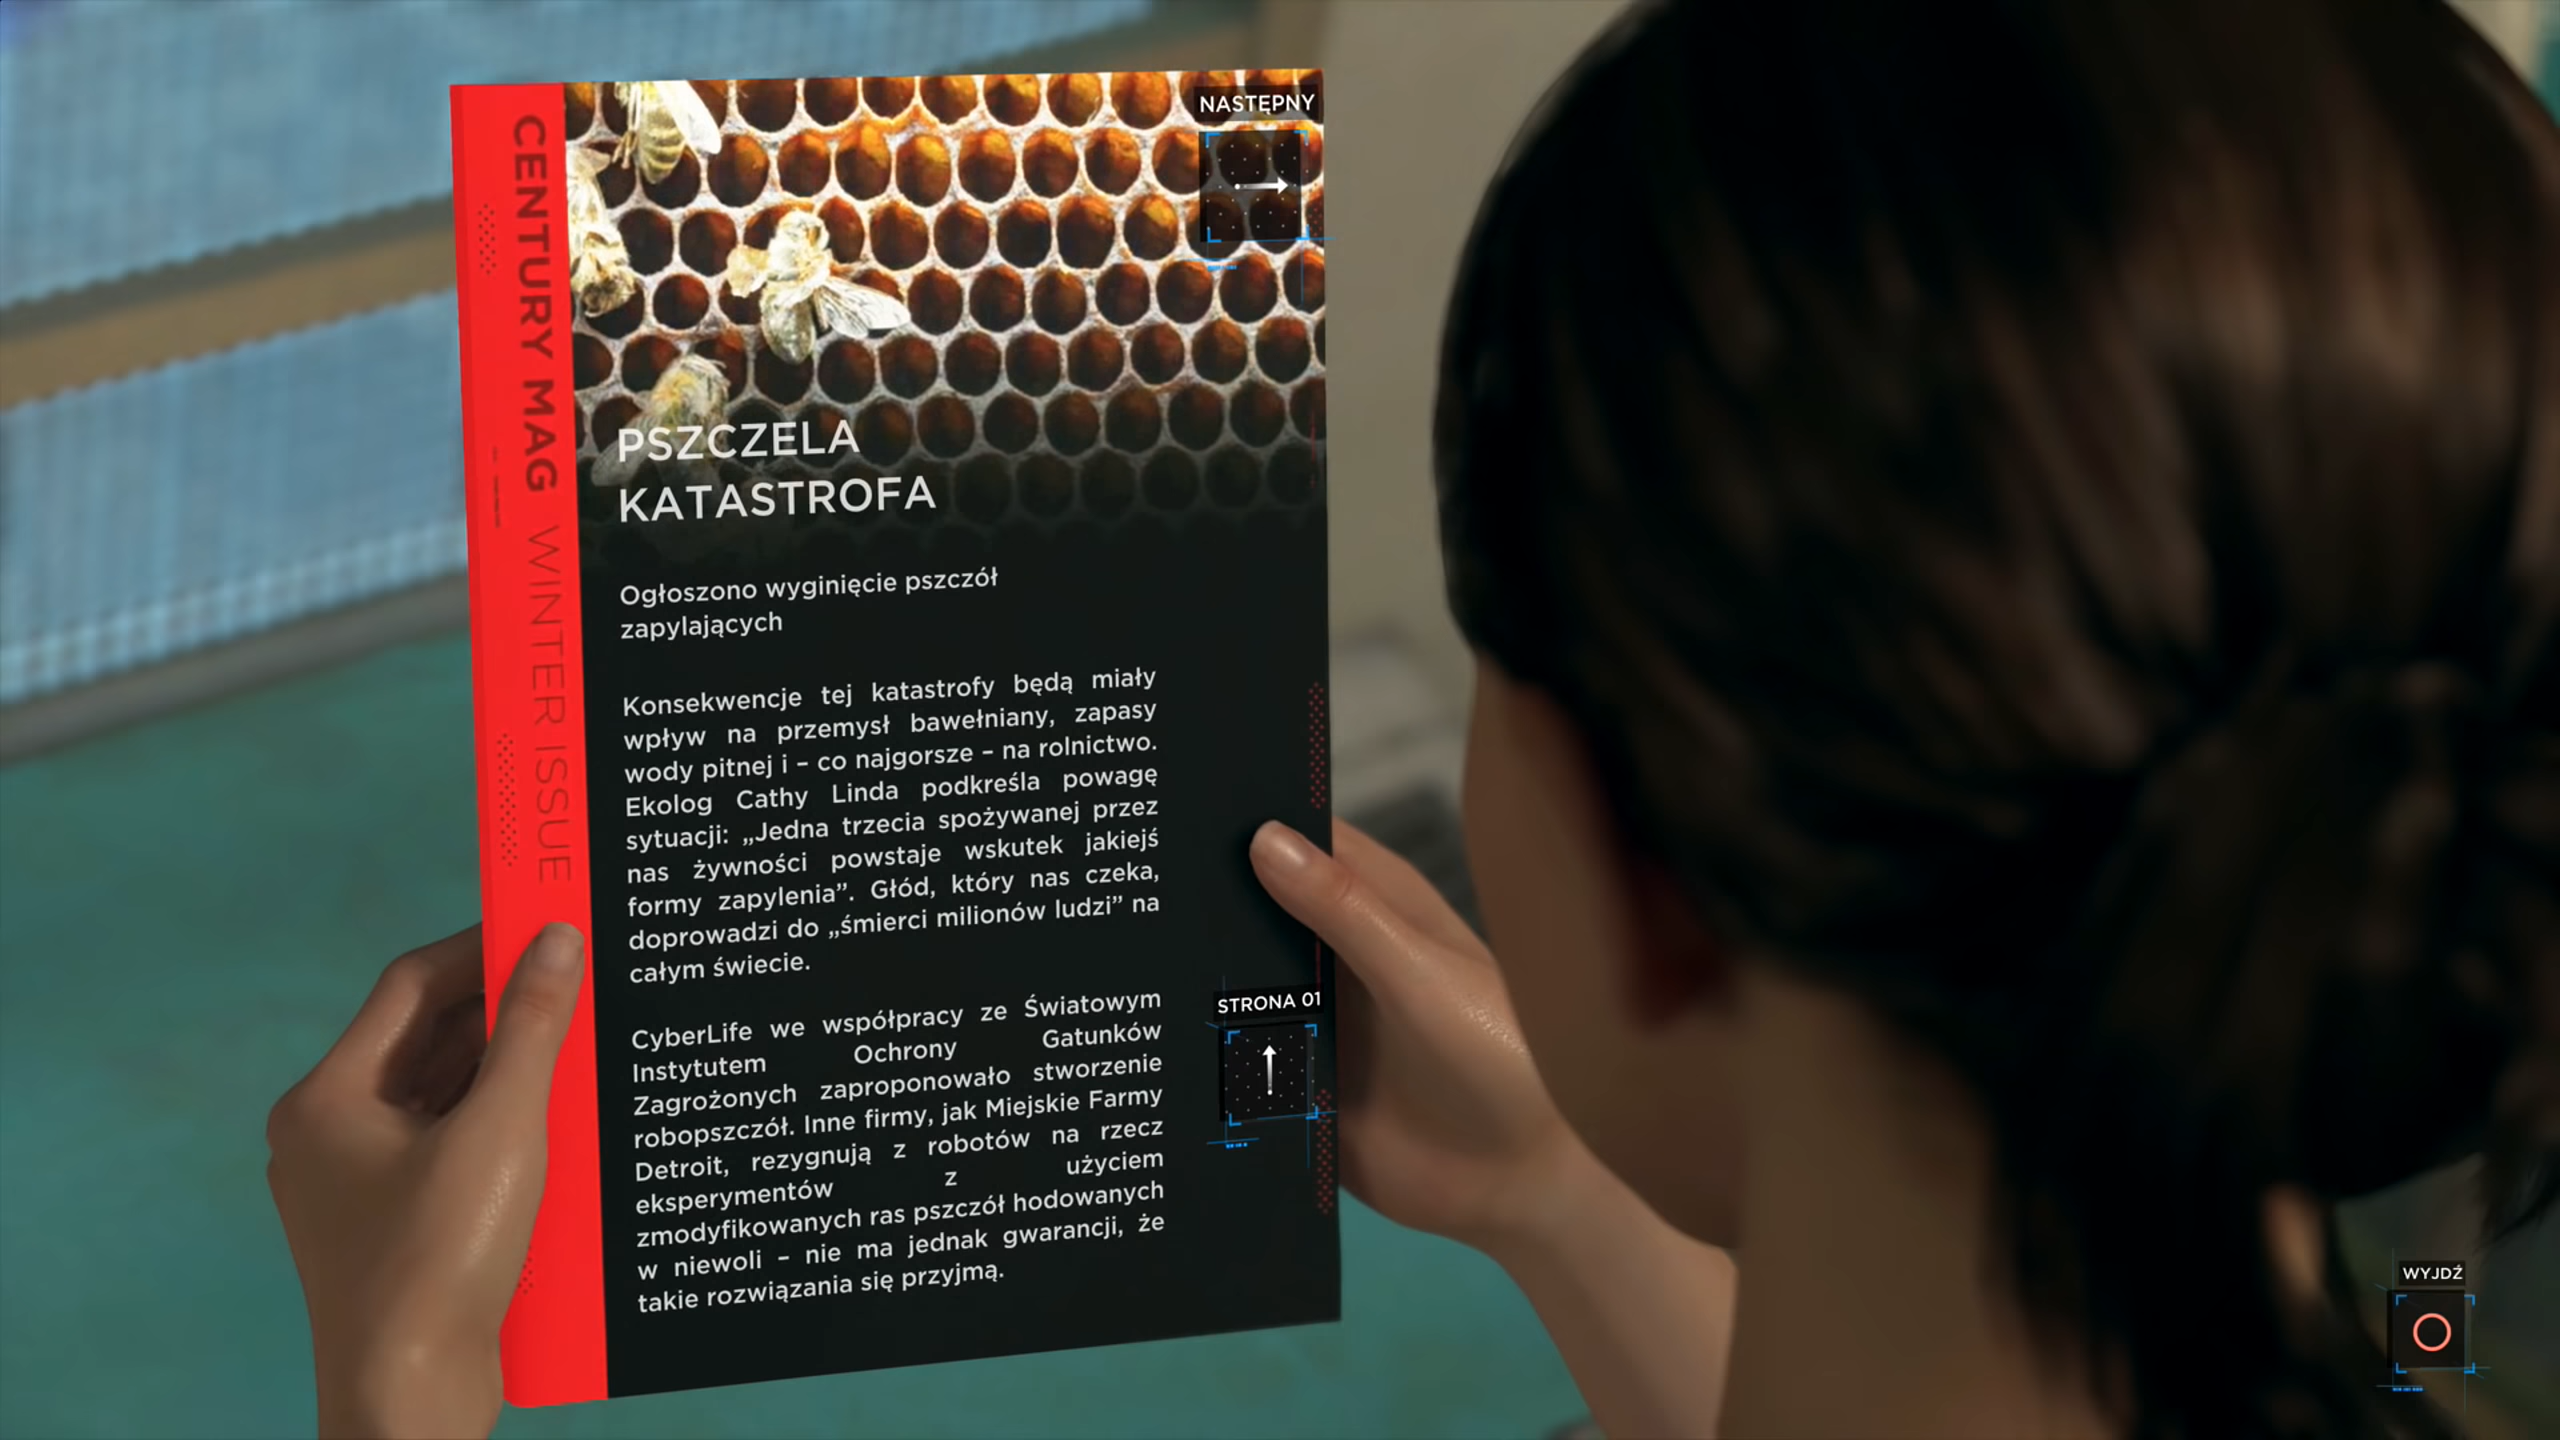 CENTURY MAG WINTER ISSUE
NASTĘPNY
PSZCZELA
KATASTROFA
Ogłoszono wyginięcie pszczół
zapylających
Konsekwencje tej katastrofy będą miały
wpływ na przemysł bawełniany, zapasy
wody pitnej i – co najgorsze – na rolnictwo.
Ekolog Cathy Linda podkreśla powagę
sytuacji: „Jedna trzecia spożywanej przez
nas żywności powstaje wskutek jakiejś
formy zapylenia”. Głód, który nas czeka,
doprowadzi do „śmierci milionów ludzi” na
całym świecie.
CyberLife we współpracy ze Światowym
Instytutem Ochrony Gatunków
Zagrożonych zaproponowało stworzenie
robopszczół. Inne firmy, jak Miejskie Farmy
Detroit, rezygnują z robotów na rzecz
eksperymentów z użyciem
zmodyfikowanych ras pszczół hodowanych
w niewoli – nie ma jednak gwarancji, że
takie rozwiązania się przyjmą.
STRONA 01
WYJDŹ